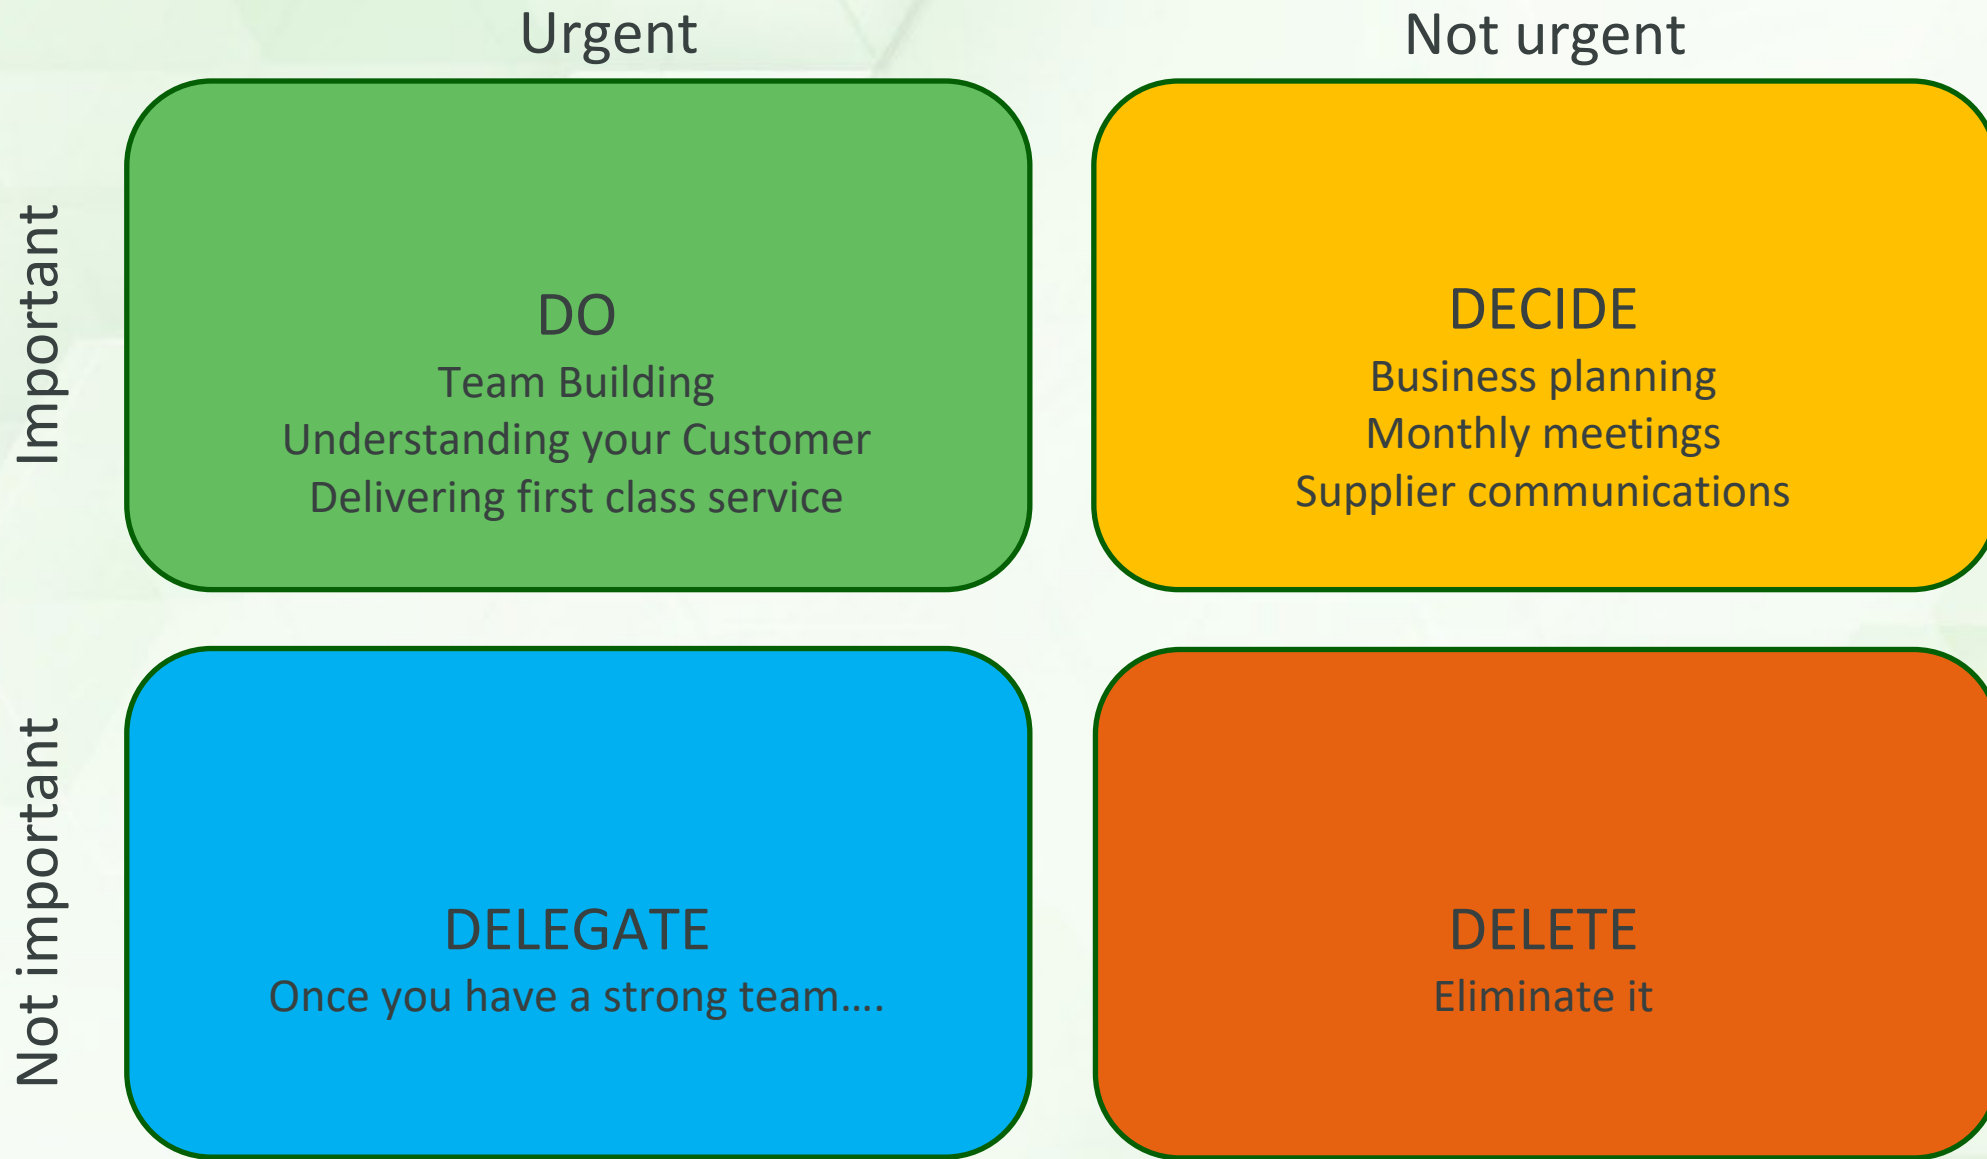 Urgent
Not urgent
Important
DO
Team Building
Understanding your Customer
Delivering first class service
DECIDE
Business planning
Monthly meetings
Supplier communications
Not important
DELEGATE
Once you have a strong team....
DELETE
Eliminate it